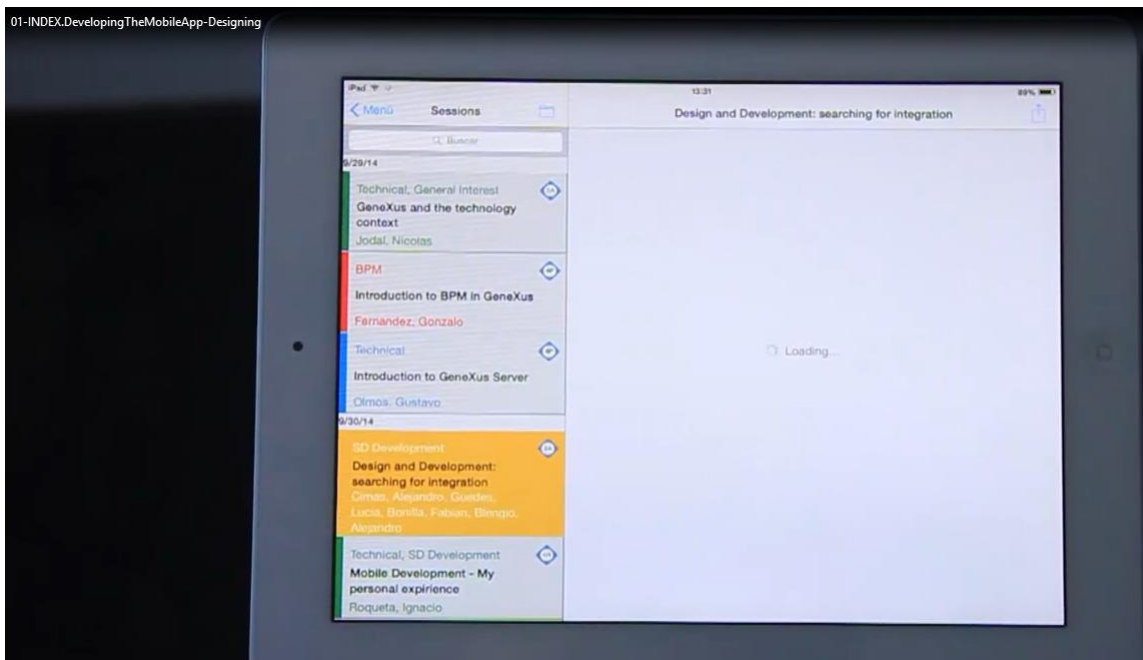 01-INDEX.DevelopingTheMobileApp-Designing
iPad
13:31
89%
Menú
Sessions
Design and Development: searching for integration
Buscar
9/29/14
Technical, General Interest
GeneXus and the technology
context
Jodal, Nicolas
BPM
Introduction to BPM in GeneXus
Fernandez, Gonzalo
Technical
Introduction to GeneXus Server
Olmos, Gustavo
9/30/14
SD Development
Design and Development:
searching for integration
Cimas, Alejandro, Guedes,
Lucia, Bonilla, Fabian, Blengio,
Alejandro
Technical, SD Development
Mobile Development - My
personal expirience
Roqueta, Ignacio
Loading...